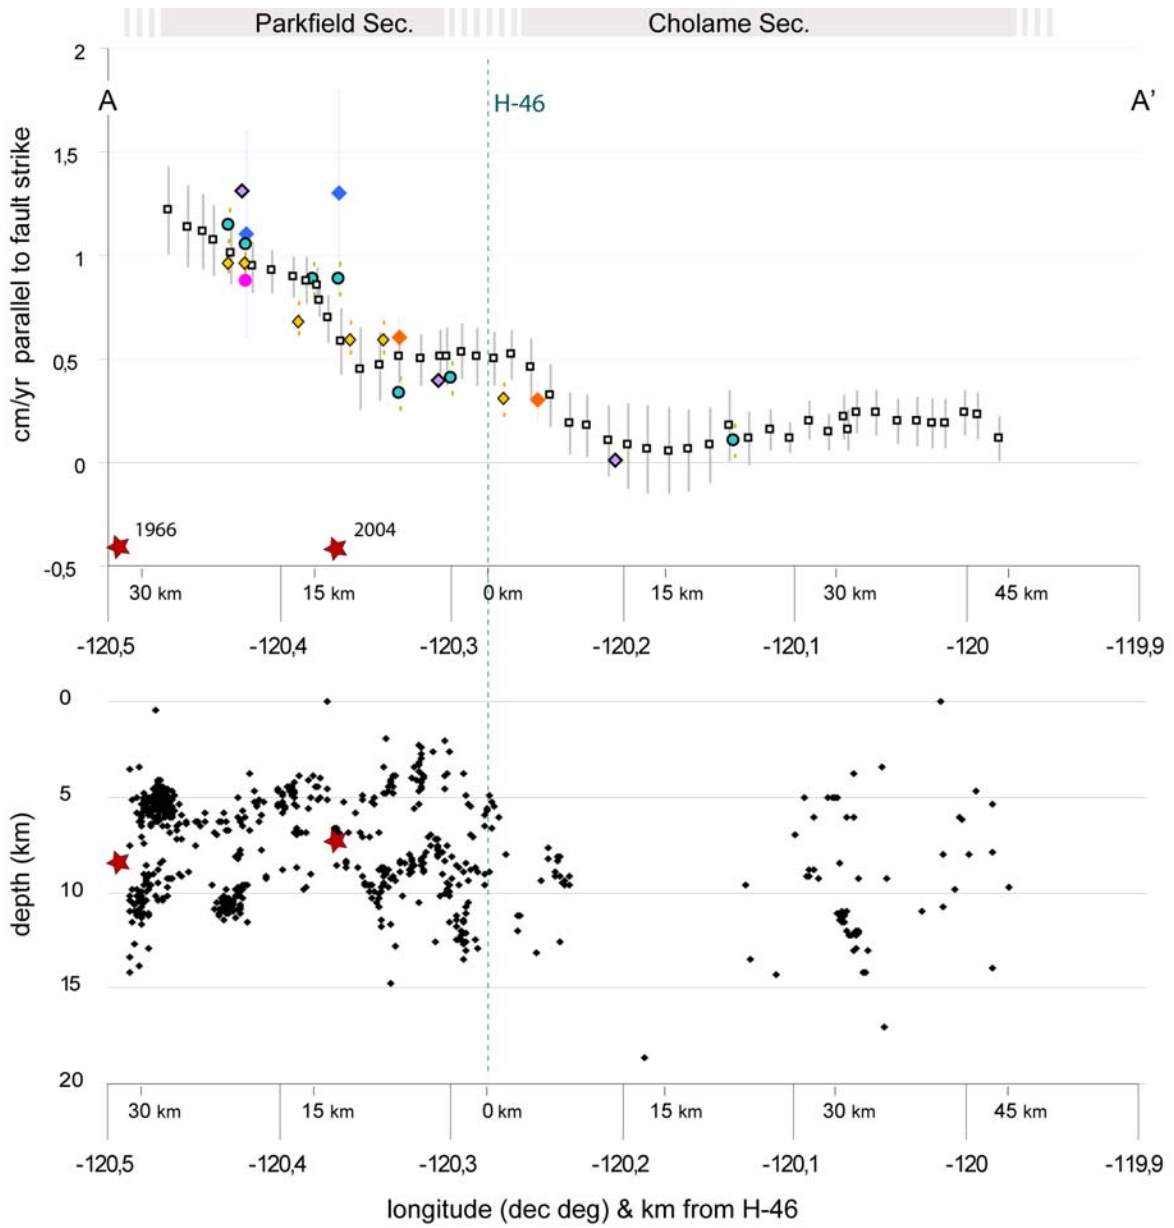 Parkfield Sec. Cholame Sec.
2
A H-46 A’
1,5
1
0,5
0
-0,5
cm/yr parallel to fault strike
1966 2004
30 km 15 km 0 km 15 km 30 km 45 km
-120,5 -120,4 -120,3 -120,2 -120,1 -120 -119,9
0
5
10
15
20
depth (km)
30 km 15 km 0 km 15 km 30 km 45 km
-120,5 -120,4 -120,3 -120,2 -120,1 -120 -119,9
longitude (dec deg) & km from H-46